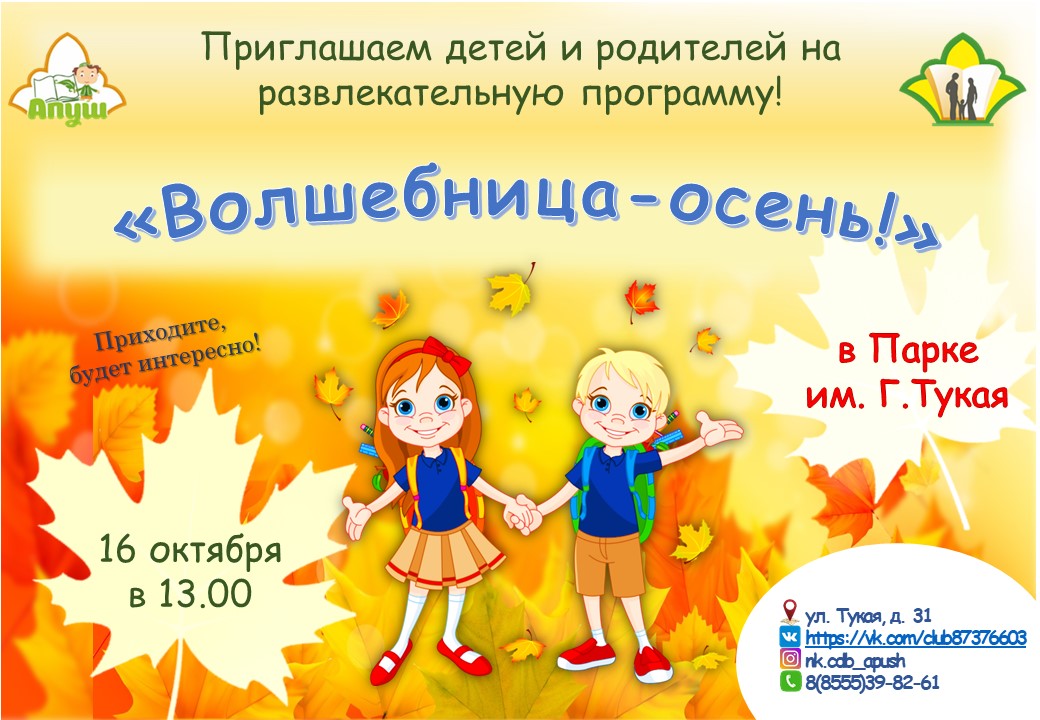 Приглашаем детей и родителей на
развлекательную программу!
Апуш
«Волшебница-осень!»
Приходите,
будет интересно!
в Парке
им. Г.Тукая
16 октября
в 13.00
ул. Тукая, д. 31
https://vk.com/club87376603
nk.cdb_apush
8(8555)39-82-61